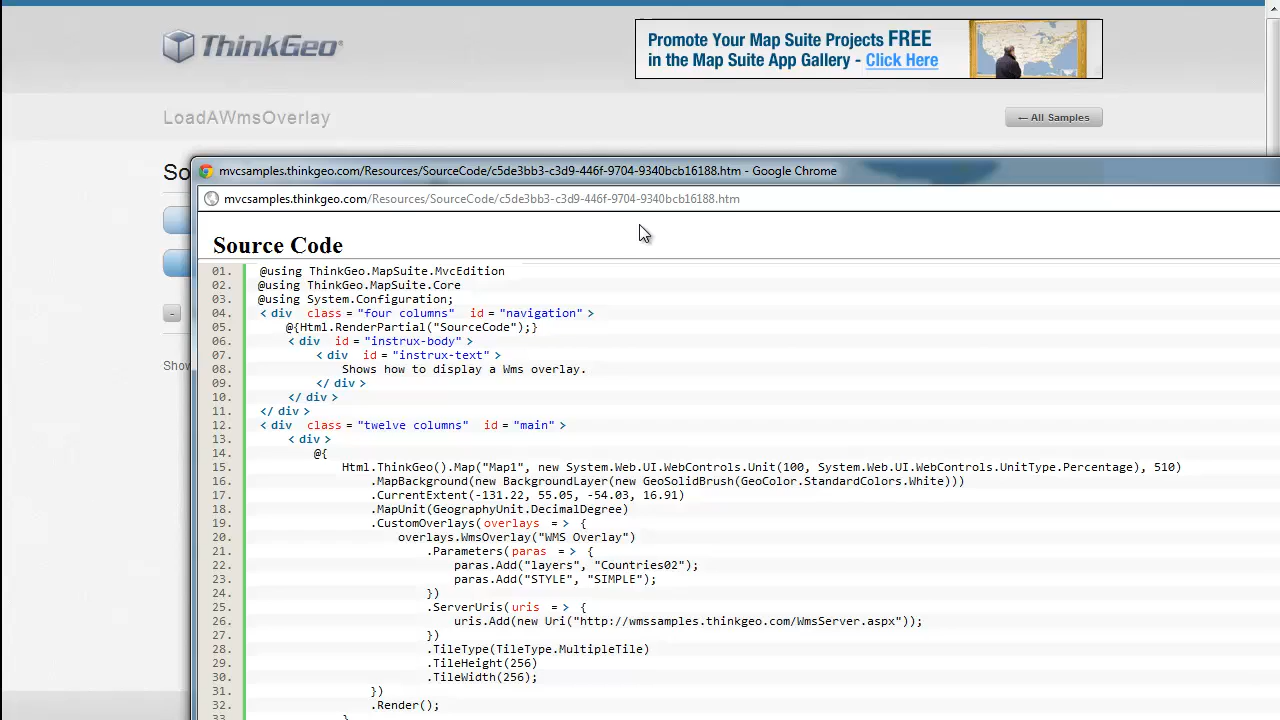 ThinkGeo
Promote Your Map Suite Projects FREE
in the Map Suite App Gallery - Click Here
LoadAWmsOverlay
← All Samples
So
-
Show
mvcsamples.thinkgeo.com/Resources/SourceCode/c5de3bb3-c3d9-446f-9704-9340bcb16188.htm - Google Chrome
mvcsamples.thinkgeo.com/Resources/SourceCode/c5de3bb3-c3d9-446f-9704-9340bcb16188.htm
Source Code
01. @using ThinkGeo.MapSuite.MvcEdition
02. @using ThinkGeo.MapSuite.Core
03. @using System.Configuration;
04. < div class = "four columns" id = "navigation" >
05. @{Html.RenderPartial("SourceCode");}
06. < div id = "instrux-body" >
07. < div id = "instrux-text" >
08. Shows how to display a Wms overlay.
09. </ div >
10. </ div >
11. </ div >
12. < div class = "twelve columns" id = "main" >
13. < div >
14. @{
15. Html.ThinkGeo().Map("Map1", new System.Web.UI.WebControls.Unit(100, System.Web.UI.WebControls.UnitType.Percentage), 510)
16. .MapBackground(new BackgroundLayer(new GeoSolidBrush(GeoColor.StandardColors.White)))
17. .CurrentExtent(-131.22, 55.05, -54.03, 16.91)
18. .MapUnit(GeographyUnit.DecimalDegree)
19. .CustomOverlays( overlays => {
20. overlays.WmsOverlay("WMS Overlay")
21. .Parameters( paras => {
22. paras.Add("layers", "Countries02");
23. paras.Add("STYLE", "SIMPLE");
24. })
25. .ServerUris( uris => {
26. uris.Add(new Uri("http://wmssamples.thinkgeo.com/WmsServer.aspx"));
27. })
28. .TileType(TileType.MultipleTile)
29. .TileHeight(256)
30. .TileWidth(256);
31. })
32. .Render();
33. }